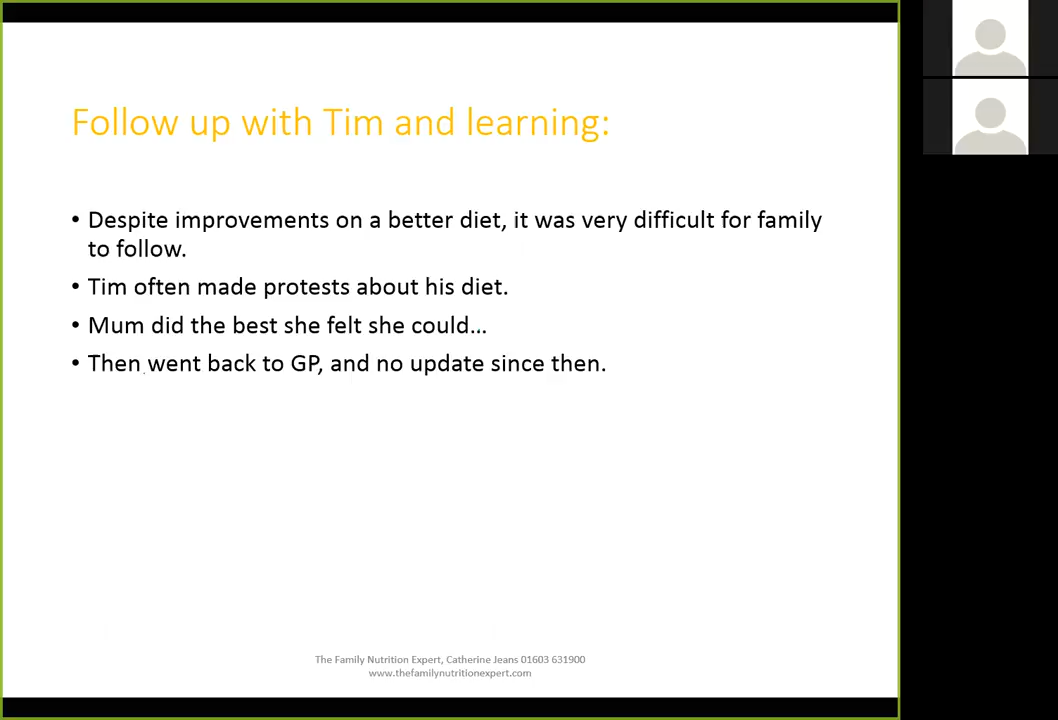 Follow up with Tim and learning:
• Despite improvements on a better diet, it was very difficult for family
to follow.
• Tim often made protests about his diet.
• Mum did the best she felt she could…
• Then went back to GP, and no update since then.
The Family Nutrition Expert, Catherine Jeans 01603 631900
www.thefamilynutritionexpert.com